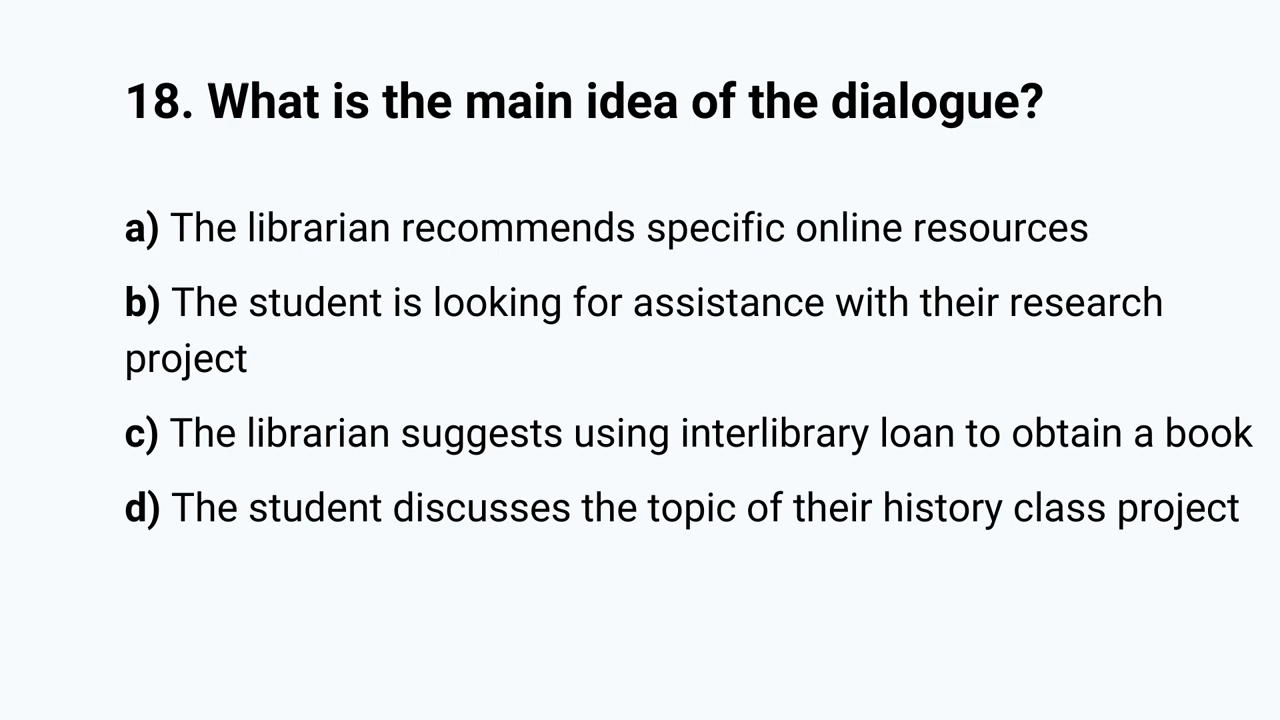 18. What is the main idea of the dialogue?
a) The librarian recommends specific online resources
b) The student is looking for assistance with their research
project
c) The librarian suggests using interlibrary loan to obtain a book
d) The student discusses the topic of their history class project